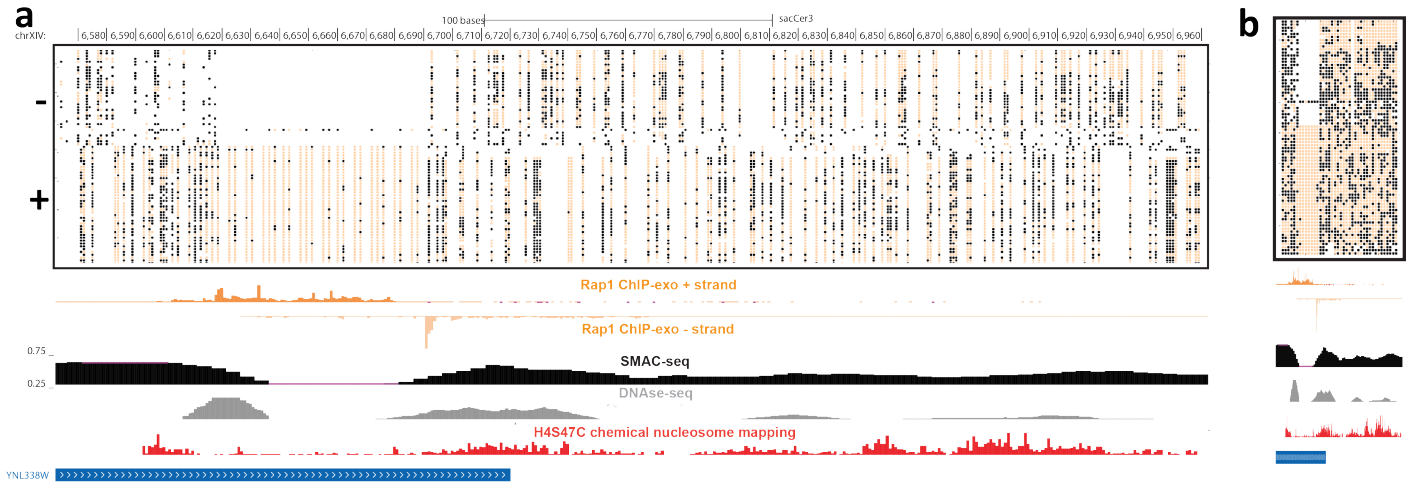 a
b
100 bases
sacCer3
chrXIV: 6,580 6,590 6,600 6,610 6,620 6,630 6,640 6,650 6,660 6,670 6,680 6,690 6,700 6,710 6,720 6,730 6,740 6,750 6,760 6,770 6,780 6,790 6,800 6,810 6,820 6,830 6,840 6,850 6,860 6,870 6,880 6,890 6,900 6,910 6,920 6,930 6,940 6,950 6,960
-
+
Rap1 ChIP-exo + strand
Rap1 ChIP-exo - strand
0.75
SMAC-seq
0.25
DNAse-seq
H4S47C chemical nucleosome mapping
YNL338W